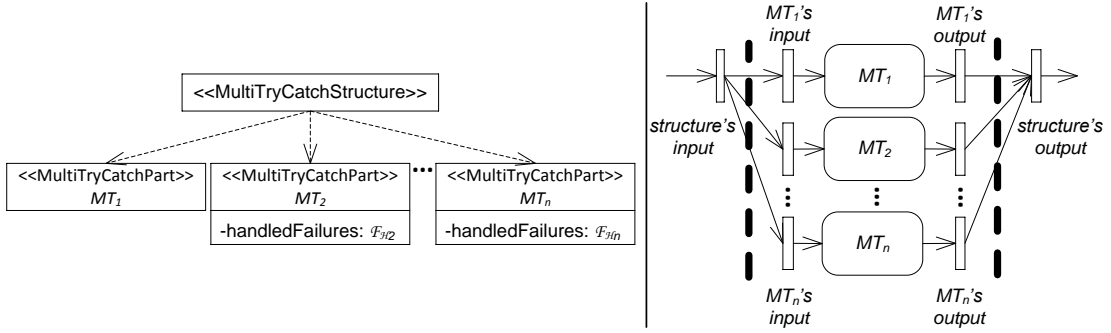 <<MultiTryCatchStructure>>
<<MultiTryCatchPart>>
MT1
<<MultiTryCatchPart>>
MT2
-handledFailures: ℱℋ2
•••
<<MultiTryCatchPart>>
MTn
-handledFailures: ℱℋn
MT1's
input
MT1's
output
MT1
structure's
input
structure's
output
MT2
MTn
MTn's
input
MTn's
output